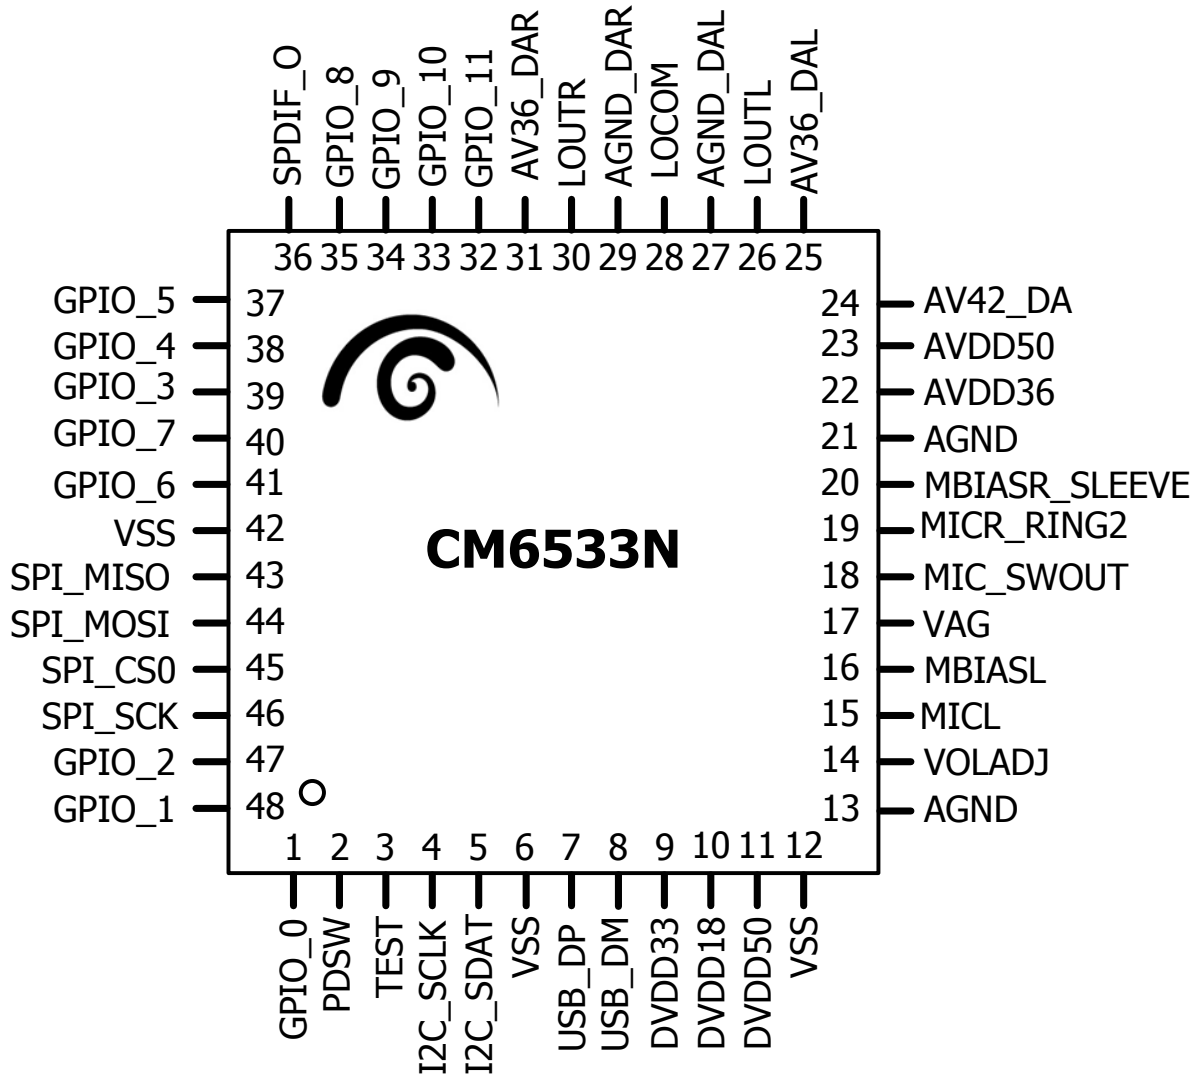 SPDIF_O
GPIO_8
GPIO_9
GPIO_10
GPIO_11
AV36_DAR
LOUTR
AGND_DAR
LOCOM
AGND_DAL
LOUTL
AV36_DAL
36 35 34 33 32 31 30 29 28 27 26 25
GPIO_5 37
GPIO_4 38
GPIO_3 39
GPIO_7 40
GPIO_6 41
VSS 42
SPI_MISO 43
SPI_MOSI 44
SPI_CS0 45
SPI_SCK 46
GPIO_2 47
GPIO_1 48
CM6533N
24 AV42_DA
23 AVDD50
22 AVDD36
21 AGND
20 MBIASR_SLEEVE
19 MICR_RING2
18 MIC_SWOUT
17 VAG
16 MBIASL
15 MICL
14 VOLADJ
13 AGND
1 2 3 4 5 6 7 8 9 10 11 12
GPIO_0
PDSW
TEST
I2C_SCLK
I2C_SDAT
VSS
USB_DP
USB_DM
DVDD33
DVDD18
DVDD50
VSS